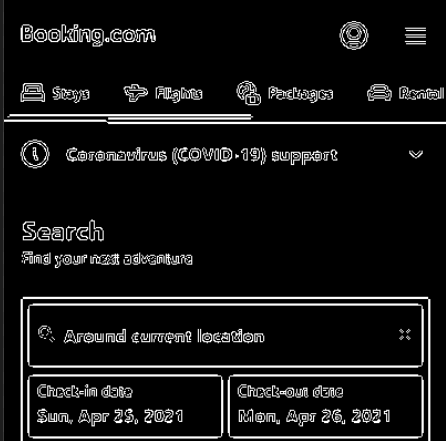 Booking.com
Stays Flights Packages Rental
Coronavirus (COVID-19) support
Search
Find your next adventure
Around current location
Check-in date Check-out date
Sun, Apr 25, 2021 Mon, Apr 26, 2021